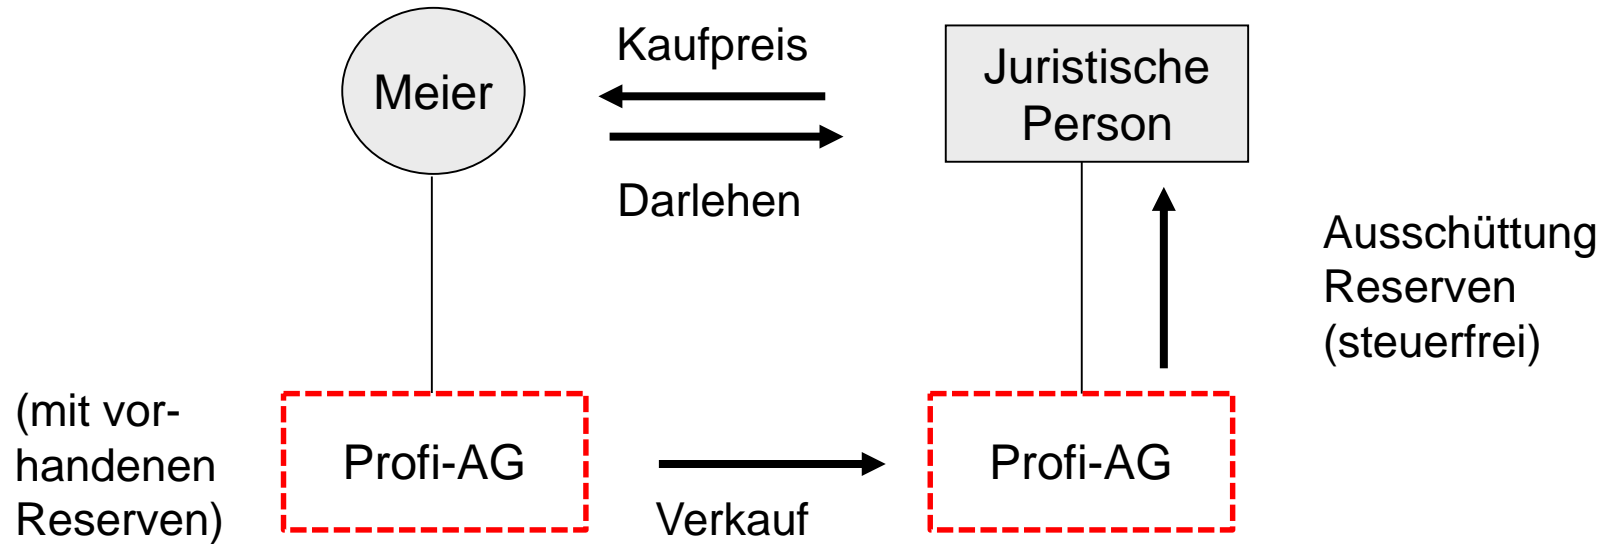 Meier
Kaufpreis
Darlehen
Juristische
Person
Ausschüttung
Reserven
(steuerfrei)
(mit vor-
handenen
Reserven)
Profi-AG
Verkauf
Profi-AG